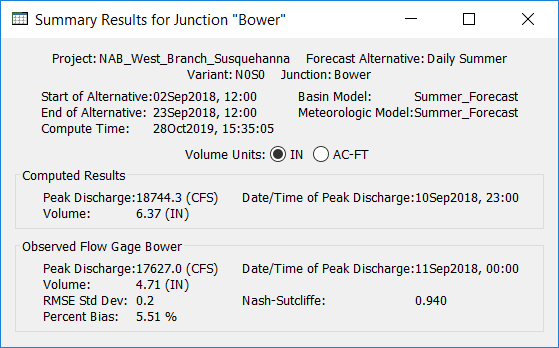 Summary Results for Junction "Bower"
Project: NAB_West_Branch_Susquehanna Forecast Alternative: Daily Summer
Variant: N0S0 Junction: Bower
Start of Alternative: 02Sep2018, 12:00 Basin Model: Summer_Forecast
End of Alternative: 23Sep2018, 12:00 Meteorologic Model: Summer_Forecast
Compute Time: 28Oct2019, 15:35:05
Volume Units: IN AC-FT
Computed Results
Peak Discharge: 18744.3 (CFS) Date/Time of Peak Discharge: 10Sep2018, 23:00
Volume: 6.37 (IN)
Observed Flow Gage Bower
Peak Discharge: 17627.0 (CFS) Date/Time of Peak Discharge: 11Sep2018, 00:00
Volume: 4.71 (IN)
RMSE Std Dev: 0.2 Nash-Sutcliffe: 0.940
Percent Bias: 5.51 %